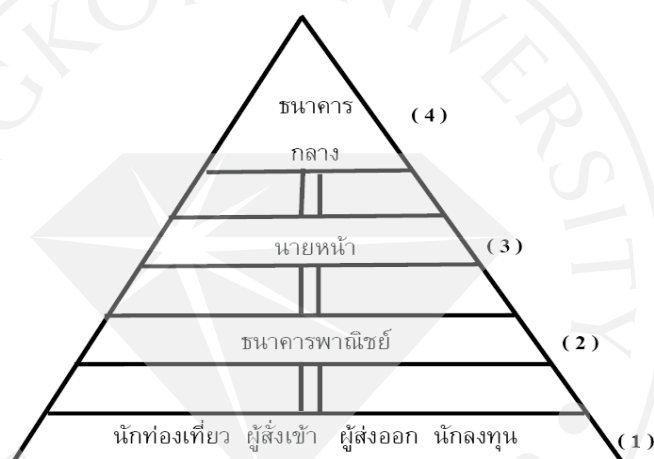 ธนาคาร (4)
กลาง
นายหน้า (3)
ธนาคารพาณิชย์ (2)
นักท่องเที่ยว ผู้สั่งเข้า ผู้ส่งออก นักลงทุน (1)